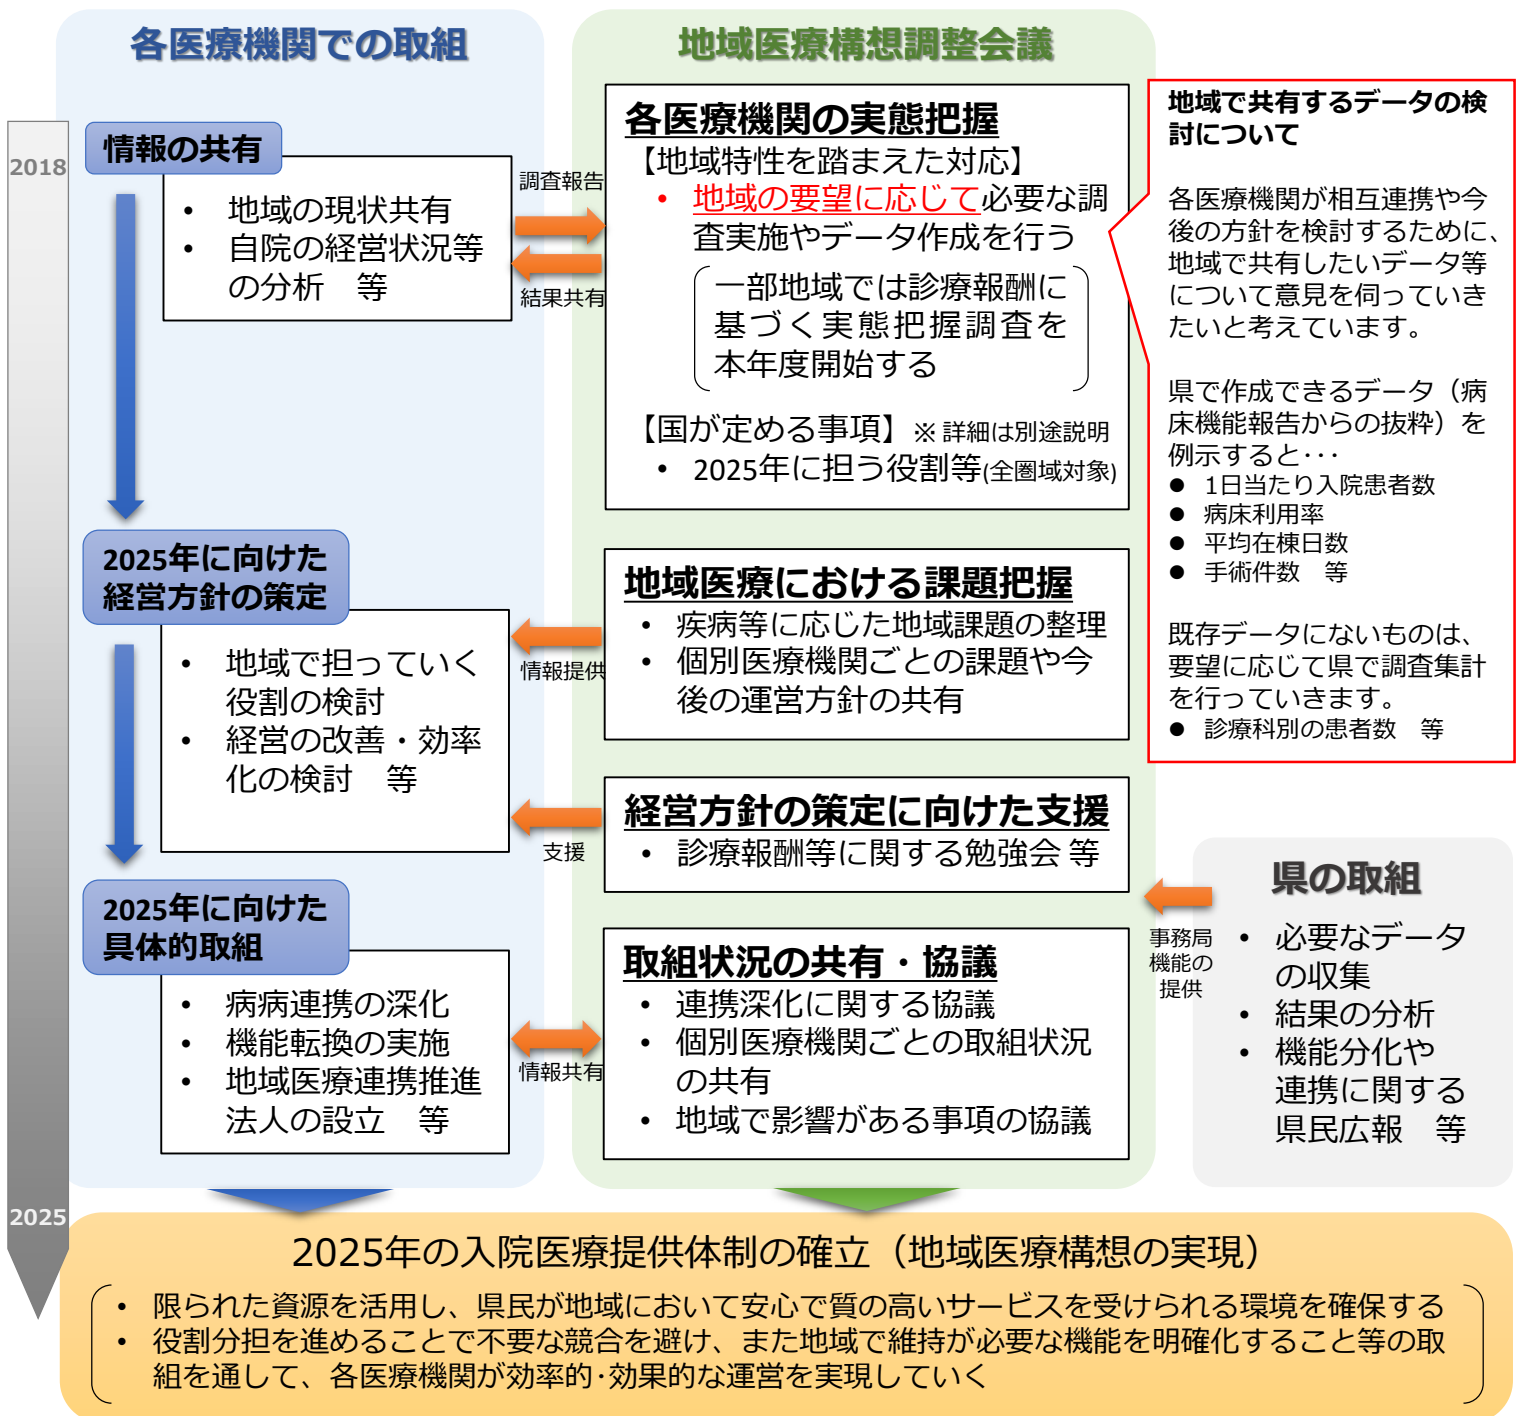 各医療機関での取組
2018
情報の共有
• 地域の現状共有
• 自院の経営状況等
の分析　等
2025年に向けた
経営方針の策定
• 地域で担っていく
役割の検討
• 経営の改善・効率
化の検討　等
2025年に向けた
具体的取組
• 病病連携の深化
• 機能転換の実施
• 地域医療連携推進
法人の設立　等
2025
調査報告
結果共有
情報提供
支援
情報共有
地域医療構想調整会議
各医療機関の実態把握
【地域特性を踏まえた対応】
• 地域の要望に応じて必要な調
査実施やデータ作成を行う
一部地域では診療報酬に
基づく実態把握調査を
本年度開始する
【国が定める事項】※詳細は別途説明
• 2025年に担う役割等(全圏域対象)
地域医療における課題把握
• 疾病等に応じた地域課題の整理
• 個別医療機関ごとの課題や今
後の運営方針の共有
経営方針の策定に向けた支援
• 診療報酬等に関する勉強会 等
取組状況の共有・協議
• 連携深化に関する協議
• 個別医療機関ごとの取組状況
の共有
• 地域で影響がある事項の協議
地域で共有するデータの検
討について
各医療機関が相互連携や今
後の方針を検討するために、
地域で共有したいデータ等
について意見を伺っていき
たいと考えています。
県で作成できるデータ（病
床機能報告からの抜粋）を
例示すると･･･
● 1日当たり入院患者数
● 病床利用率
● 平均在棟日数
● 手術件数　等
既存データにないものは、
要望に応じて県で調査集計
を行っていきます。
● 診療科別の患者数　等
事務局
機能の
提供
県の取組
• 必要なデータ
の収集
• 結果の分析
• 機能分化や
連携に関する
県民広報　等
2025年の入院医療提供体制の確立（地域医療構想の実現）
• 限られた資源を活用し、県民が地域において安心で質の高いサービスを受けられる環境を確保する
• 役割分担を進めることで不要な競合を避け、また地域で維持が必要な機能を明確化すること等の取
組を通して、各医療機関が効率的･効果的な運営を実現していく